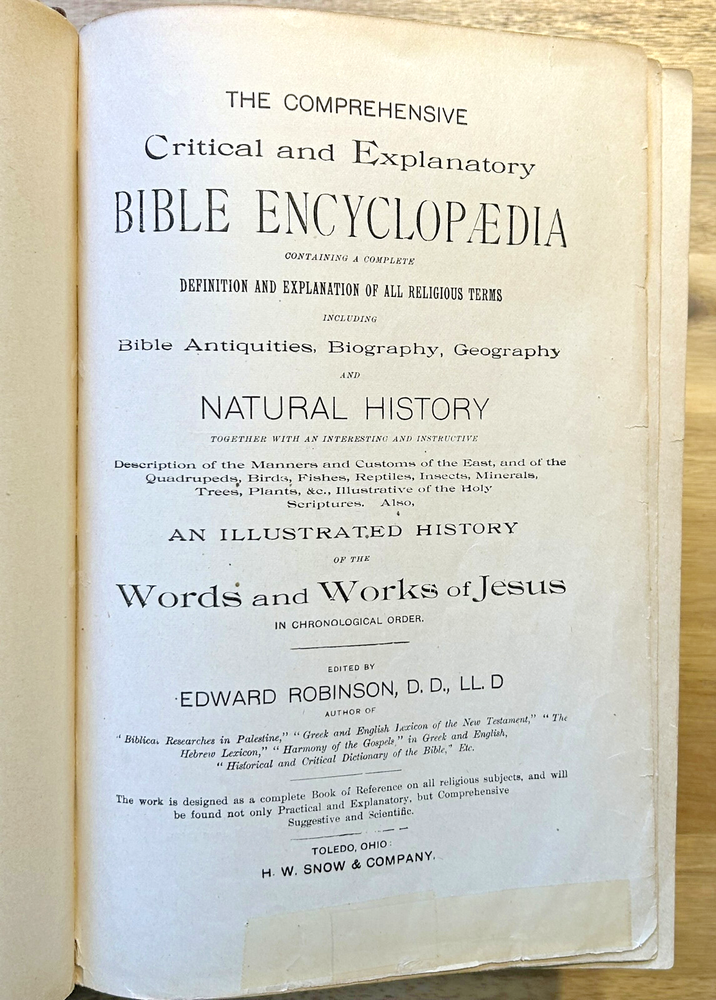 THE COMPREHENSIVE
Critical and Explanatory
BIBLE ENCYCLOPÆDIA
CONTAINING A COMPLETE
DEFINITION AND EXPLANATION OF ALL RELIGIOUS TERMS
INCLUDING
Bible Antiquities, Biography, Geography
AND
NATURAL HISTORY
TOGETHER WITH AN INTERESTING AND INSTRUCTIVE
Description of the Manners and Customs of the East, and of the
Quadrupeds, Birds, Fishes, Reptiles, Insects, Minerals,
Trees, Plants, &c., Illustrative of the Holy
Scriptures. Also,
AN ILLUSTRATED HISTORY
OF THE
Words and Works of Jesus
IN CHRONOLOGICAL ORDER.
EDITED BY
EDWARD ROBINSON, D. D., LL. D
AUTHOR OF
"Biblical Researches in Palestine," "Greek and English Lexicon of the New Testament," "The
Hebrew Lexicon," "Harmony of the Gospels," in Greek and English,
"Historical and Critical Dictionary of the Bible," Etc.
The work is designed as a complete Book of Reference on all religious subjects, and will
be found not only Practical and Explanatory, but Comprehensive
Suggestive and Scientific.
TOLEDO, OHIO:
H. W. SNOW & COMPANY.